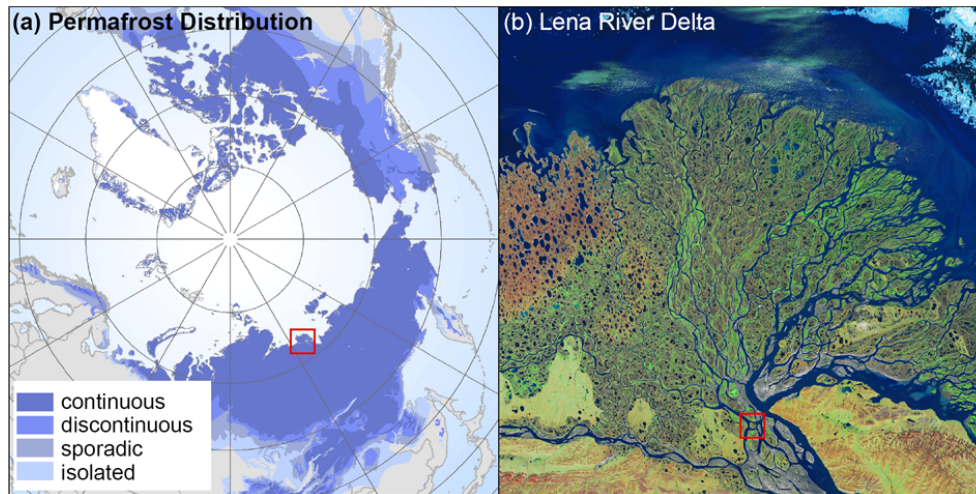 (a) Permafrost Distribution
continuous
discontinuous
sporadic
isolated
(b) Lena River Delta